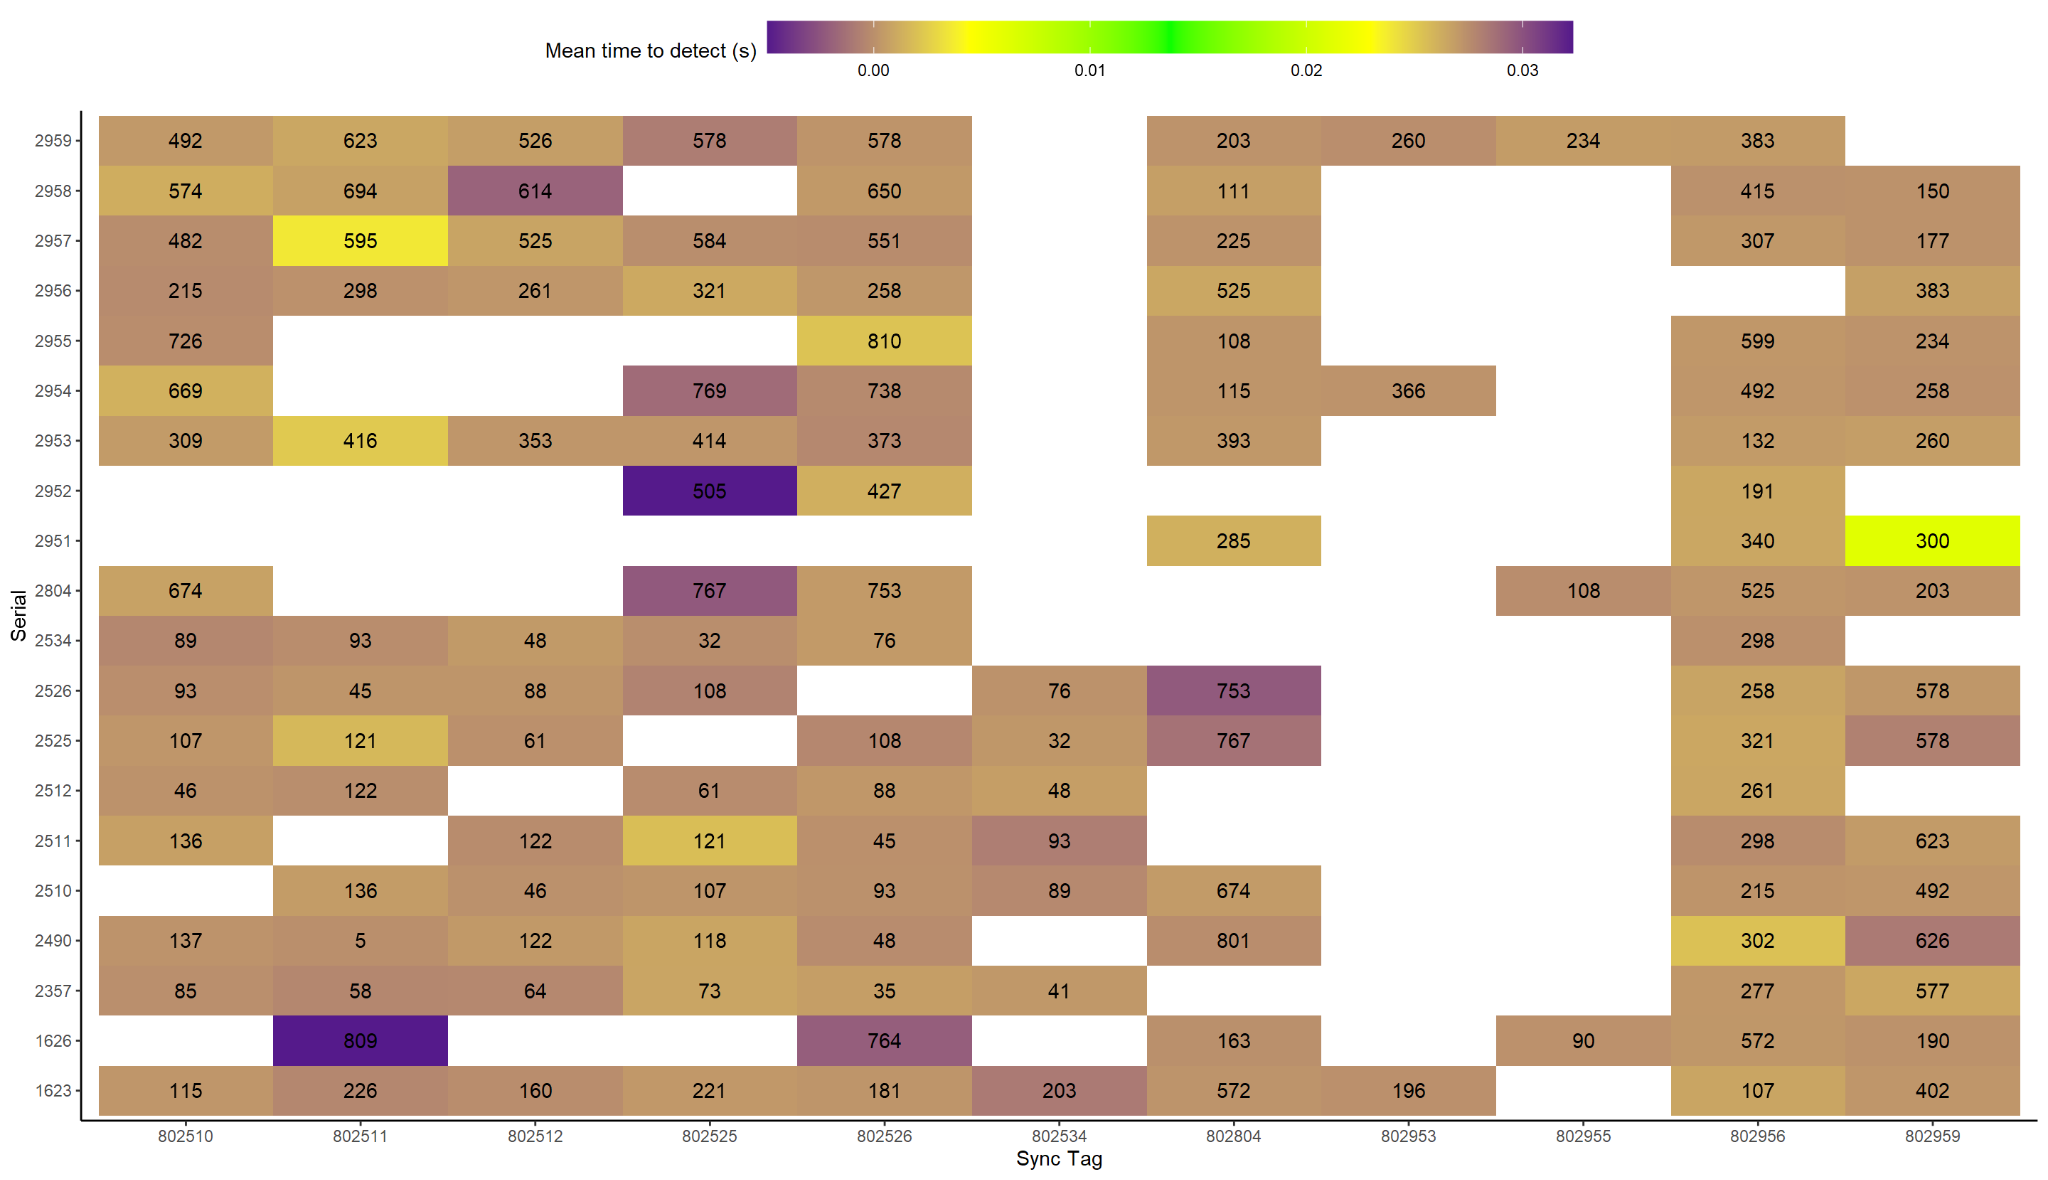 Mean time to detect (s)
0.00 0.01 0.02 0.03
2959 492 623 526 578 578 203 260 234 383
2958 574 694 614 650 111 415 150
2957 482 595 525 584 551 225 307 177
2956 215 298 261 321 258 525 383
2955 726 810 108 599 234
2954 669 769 738 115 366 492 258
2953 309 416 353 414 373 393 132 260
2952 505 427 191
2951 285 340 300
2804 674 767 753 108 525 203
Serial
2534 89 93 48 32 76 298
2526 93 45 88 108 76 753 258 578
2525 107 121 61 108 32 767 321 578
2512 46 122 61 88 48 261
2511 136 122 121 45 93 298 623
2510 136 46 107 93 89 674 215 492
2490 137 5 122 118 48 801 302 626
2357 85 58 64 73 35 41 277 577
1626 809 764 163 90 572 190
1623 115 226 160 221 181 203 572 196 107 402
802510 802511 802512 802525 802526 802534 802804 802953 802955 802956 802959
Sync Tag